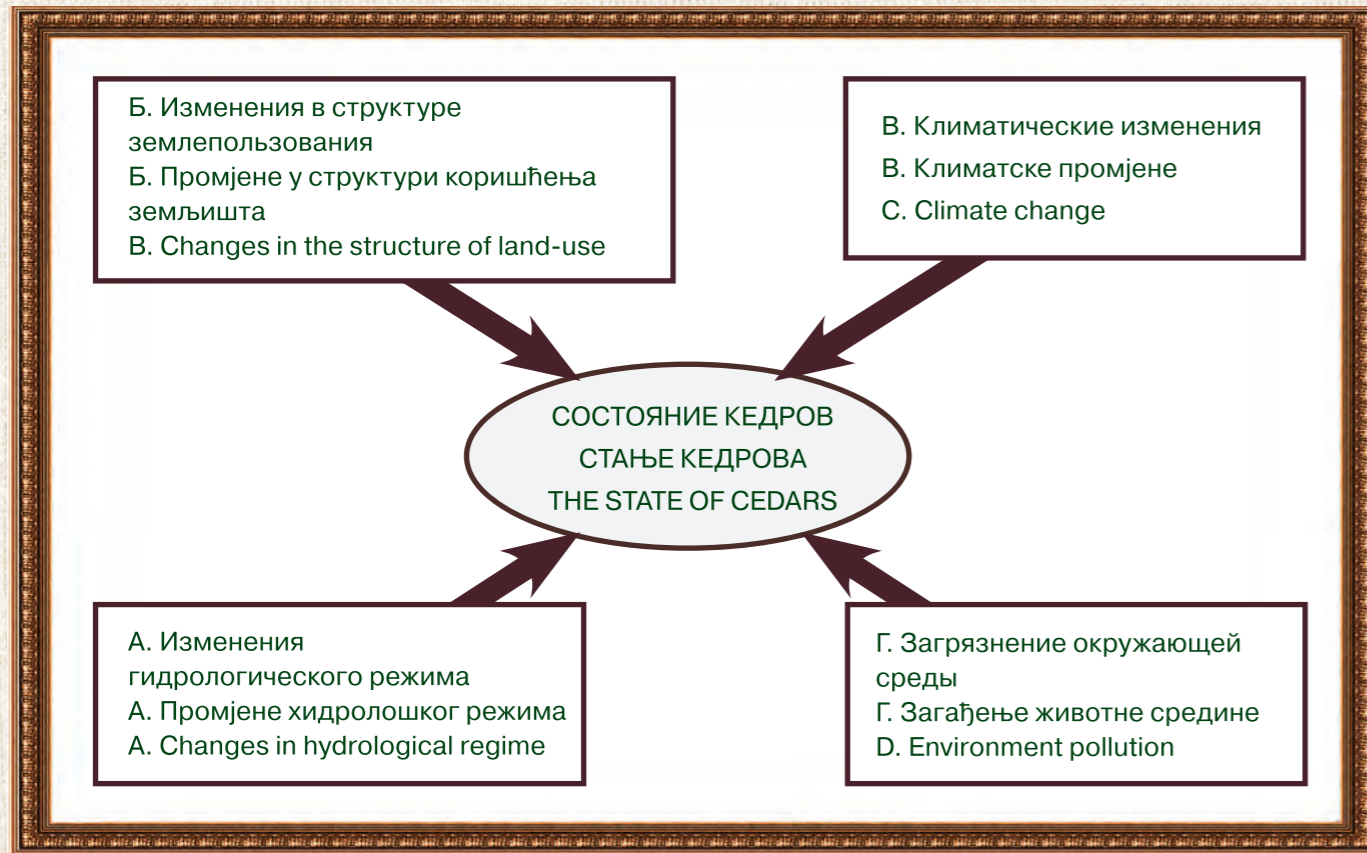 Б. Изменения в структуре
землепользования
Б. Промјене у структури коришћења
земљишта
B. Changes in the structure of land-use
В. Климатические изменения
В. Климатске промјене
C. Climate change
СОСТОЯНИЕ КЕДРОВ
СТАЊЕ КЕДРОВА
THE STATE OF CEDARS
А. Изменения
гидрологического режима
А. Промјене хидролошког режима
A. Changes in hydrological regime
Г. Загрязнение окружающей
среды
Г. Загађење животне средине
D. Environment pollution